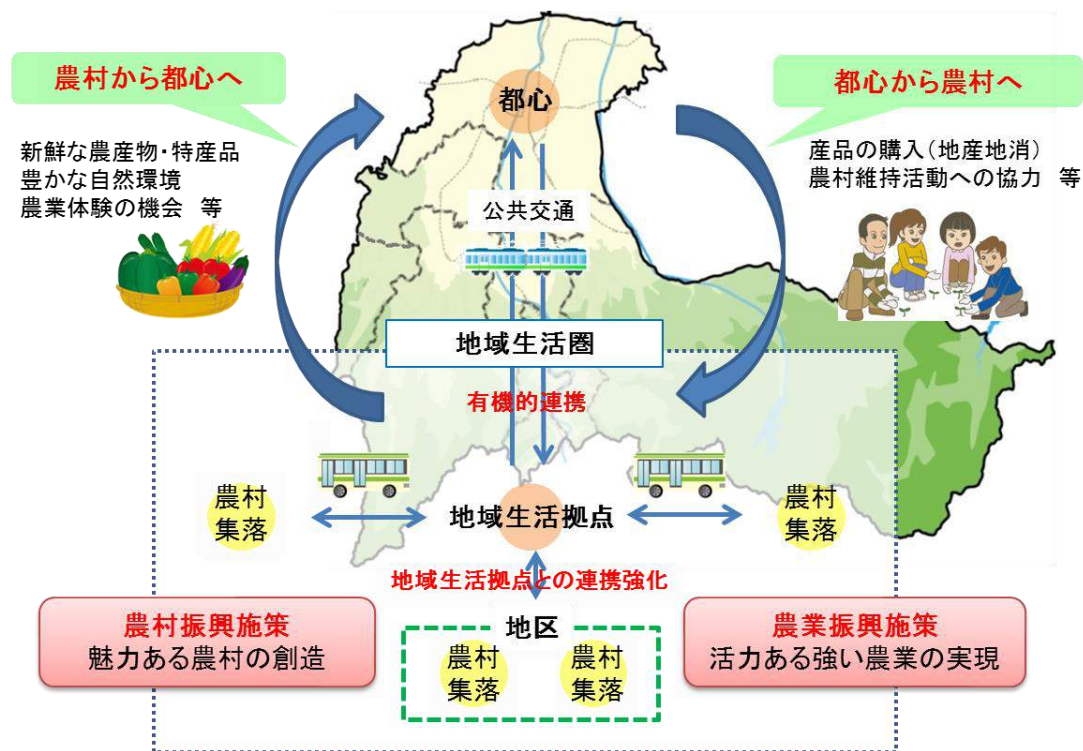 農村から都心へ
新鮮な農産物・特産品
豊かな自然環境
農業体験の機会　等
都心
都心から農村へ
産品の購入（地産地消）
農村維持活動への協力　等
公共交通
地域生活圏
有機的連携
農村
集落
地域生活拠点
農村
集落
地域生活拠点との連携強化
農村振興施策
魅力ある農村の創造
地区
農村
集落
農村
集落
農業振興施策
活力ある強い農業の実現